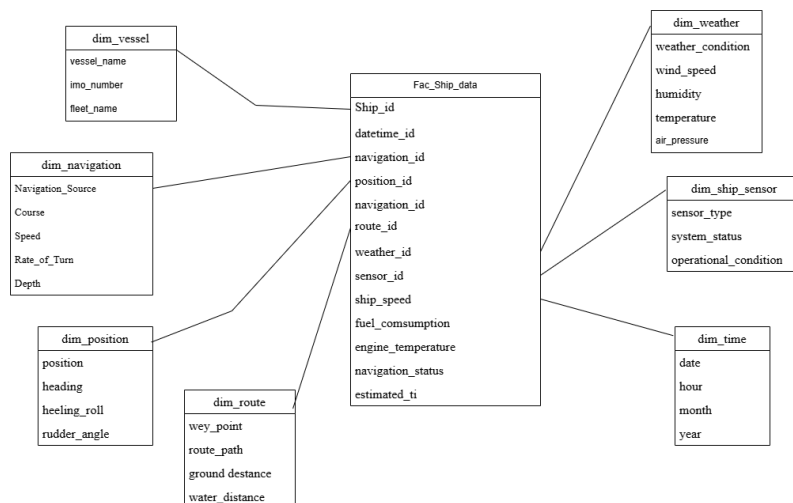 dim_vessel
vessel_name
imo_number
fleet_name
dim_navigation
Navigation_Source
Course
Speed
Rate_of_Turn
Depth
dim_position
position
heading
heeling_roll
rudder_angle
dim_route
wey_point
route_path
ground destance
water_distance
Fac_Ship_data
Ship_id
datetime_id
navigation_id
position_id
navigation_id
route_id
weather_id
sensor_id
ship_speed
fuel_comsumption
engine_temperature
navigation_status
estimated_ti
dim_weather
weather_condition
wind_speed
humidity
temperature
air_pressure
dim_ship_sensor
sensor_type
system_status
operational_condition
dim_time
date
hour
month
year